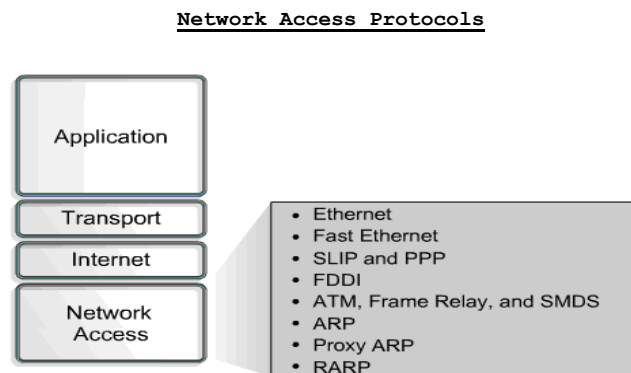 Network Access Protocols
Application
Transport
Internet
Network
Access
• Ethernet
• Fast Ethernet
• SLIP and PPP
• FDDI
• ATM, Frame Relay, and SMDS
• ARP
• Proxy ARP
• RARP